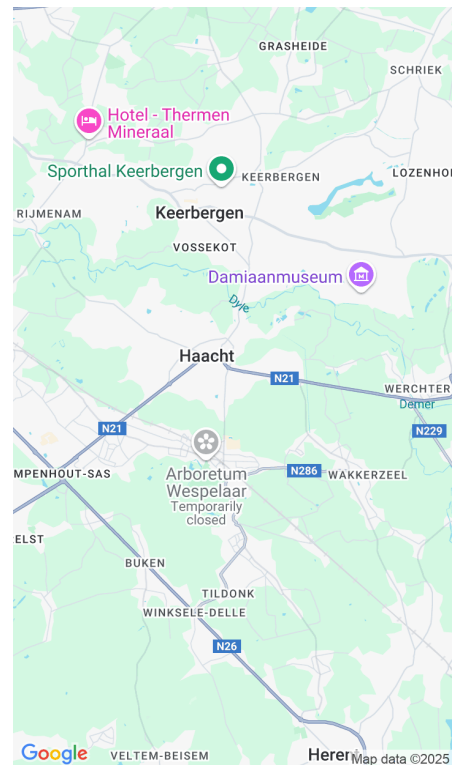 GRASHEIDE
SCHRIEK
Hotel - Thermen
Mineraal
Sporthal Keerbergen
KEERBERGEN
LOZENHO
RIJMENAM
Keerbergen
VOSSEKOT
Damiaanmuseum
Dyle
Haacht
N21
WERCHTER
Demer
N21
N229
MPENHOUT-SAS
Arboretum
Wespelaar
Temporarily
closed
N286
WAKKERZEEL
ELST
BUKEN
TILDONK
WINKSELE-DELLE
N26
Google
VELTEM-BEISEM
Herent
Map data ©2025